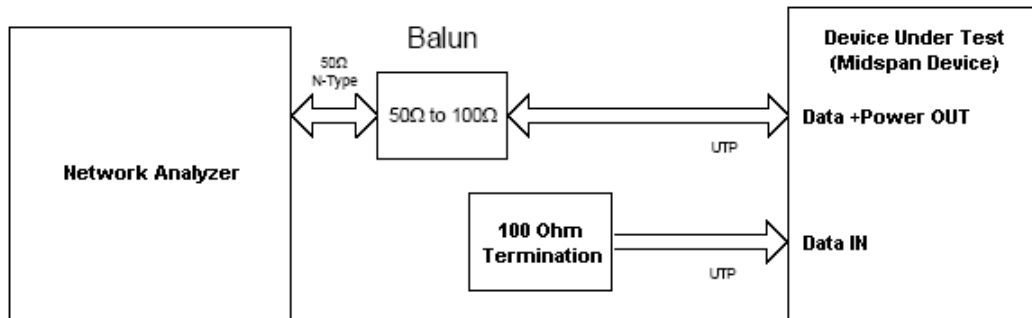 Balun
50Ω
N-Type
50Ω to 100Ω
Network Analyzer
UTP
100 Ohm
Termination
UTP
Device Under Test
(Midspan Device)
Data +Power OUT
Data IN